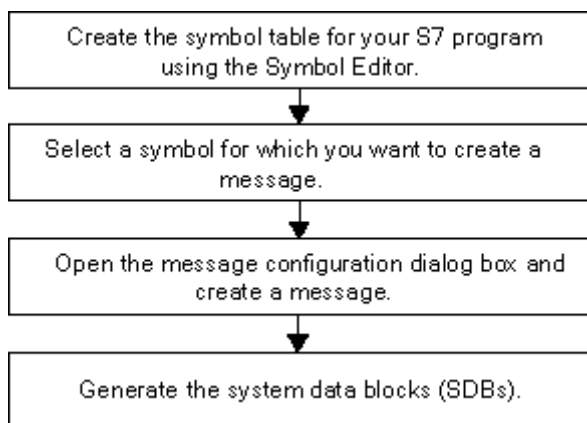 Create the symbol table for your S7 program
using the Symbol Editor.
Select a symbol for which you want to create a
message.
Open the message configuration dialog box and
create a message.
Generate the system data blocks (SDBs).